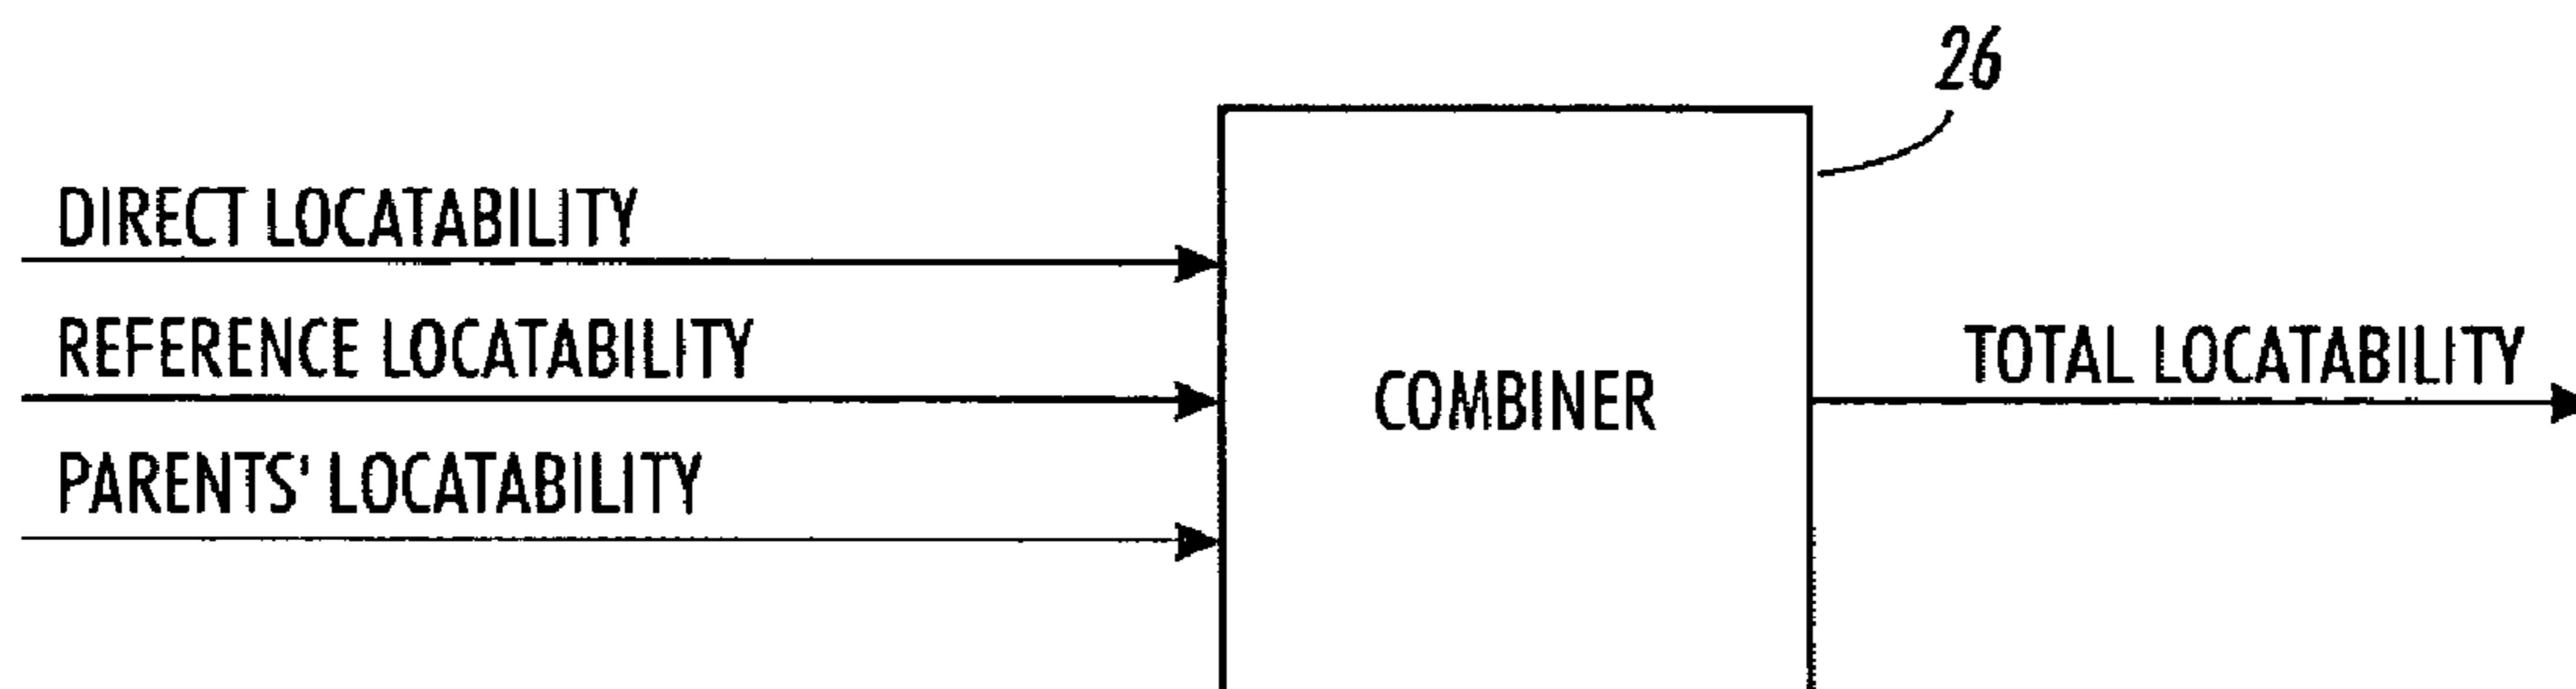 26
DIRECT LOCATABILITY
REFERENCE LOCATABILITY
TOTAL LOCATABILITY
COMBINER
PARENTS' LOCATABILITY